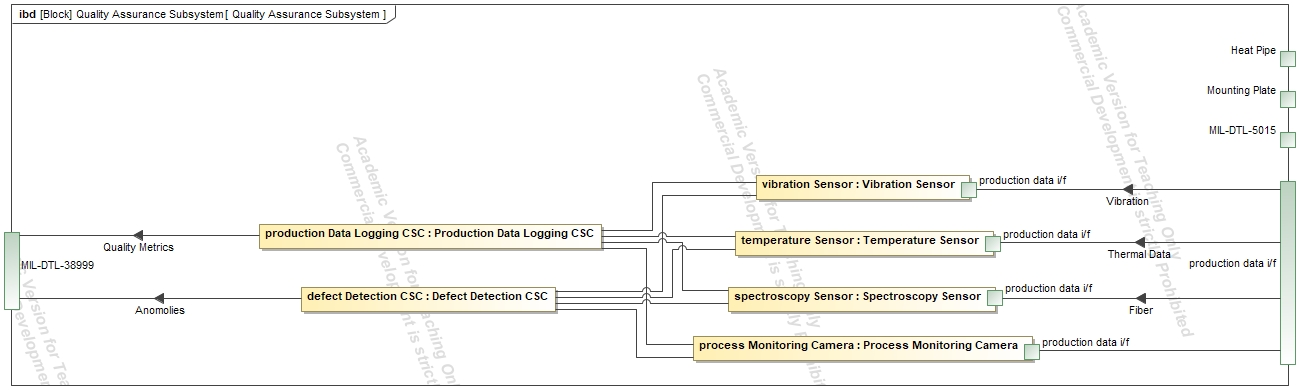 ibd [Block] Quality Assurance Subsystem[ Quality Assurance Subsystem ]
Heat Pipe
Mounting Plate
MIL-DTL-5015
vibration Sensor : Vibration Sensor
production data i/f
Vibration
production Data Logging CSC : Production Data Logging CSC
Quality Metrics
temperature Sensor : Temperature Sensor
production data i/f
Thermal Data
production data i/f
MIL-DTL-38999
defect Detection CSC : Defect Detection CSC
Anomolies
spectroscopy Sensor : Spectroscopy Sensor
production data i/f
Fiber
process Monitoring Camera : Process Monitoring Camera
production data i/f
Academic Version for Teaching Only
Commercial Development is strictly Prohibited